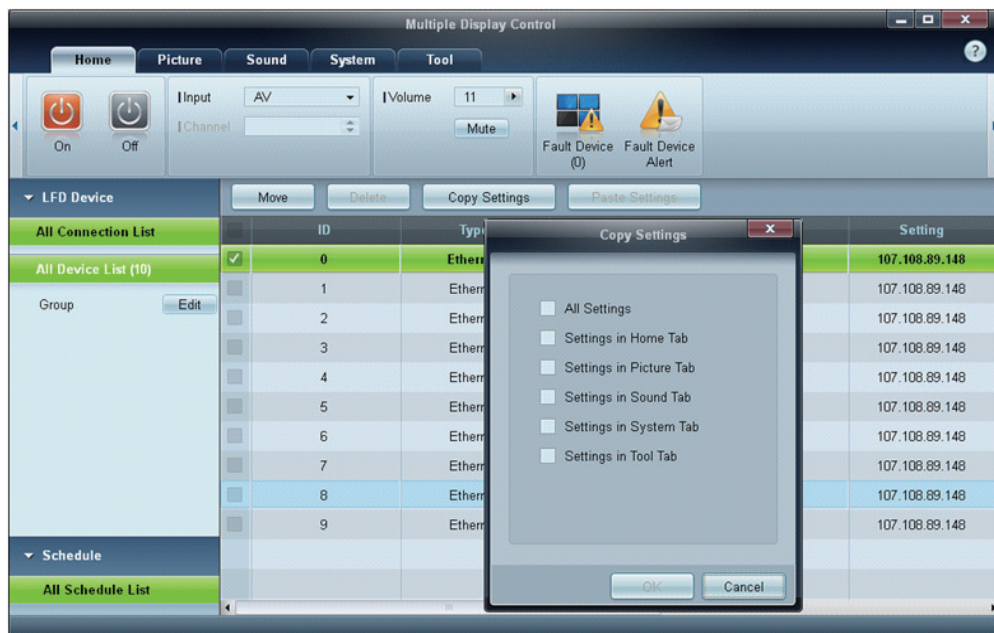 Multiple Display Control
Home Picture Sound System Tool
?
Input AV Volume 11
Channel Mute
On Off Fault Device (0) Fault Device Alert
LFD Device Move Delete Copy Settings Paste Settings
All Connection List
All Device List (10)
Group Edit
ID Type Setting
0 Ethern 107.108.89.148
1 Ethern 107.108.89.148
2 Ethern 107.108.89.148
3 Ethern 107.108.89.148
4 Ethern 107.108.89.148
5 Ethern 107.108.89.148
6 Ethern 107.108.89.148
7 Ethern 107.108.89.148
8 Ethern 107.108.89.148
9 Ethern 107.108.89.148
Copy Settings
All Settings
Settings in Home Tab
Settings in Picture Tab
Settings in Sound Tab
Settings in System Tab
Settings in Tool Tab
OK Cancel
Schedule
All Schedule List